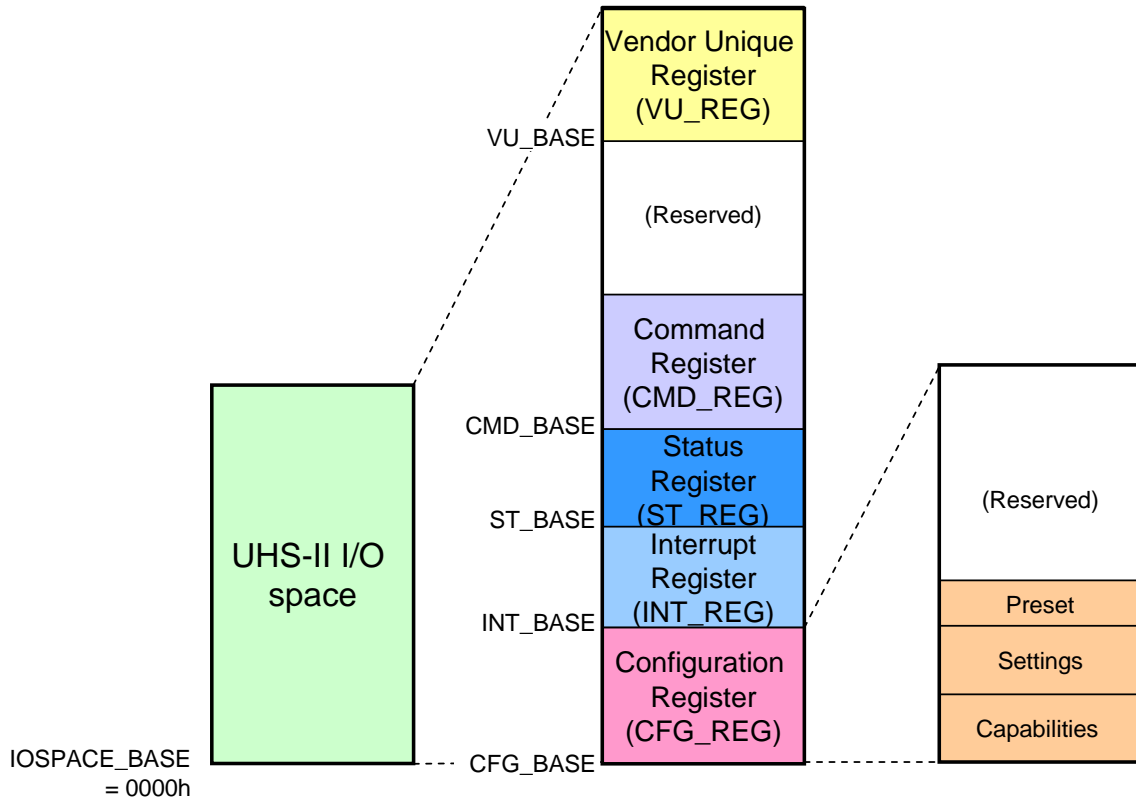 Vendor Unique
Register
(VU_REG)
VU_BASE
(Reserved)
Command
Register
(CMD_REG)
CMD_BASE
Status
Register
(ST_REG)
ST_BASE
Interrupt
Register
(INT_REG)
INT_BASE
Configuration
Register
(CFG_REG)
CFG_BASE
UHS-II I/O
space
IOSPACE_BASE
= 0000h
(Reserved)
Preset
Settings
Capabilities